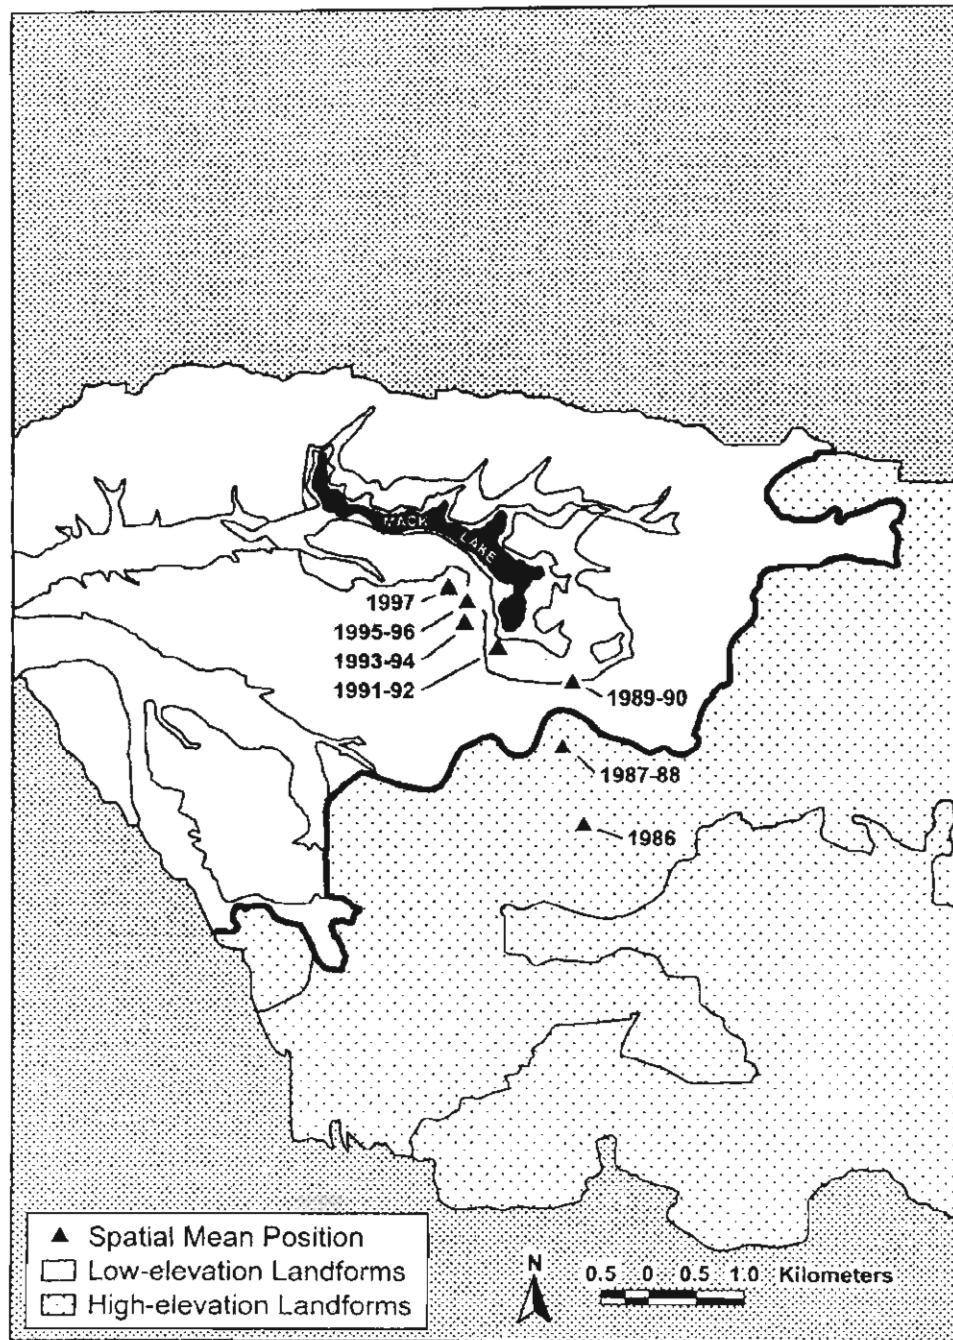 MACK
LAKE
1997
1995-96
1993-94
1991-92
1989-90
1987-88
1986
Spatial Mean Position
Low-elevation Landforms
High-elevation Landforms
N
0.5 0 0.5 1.0 Kilometers